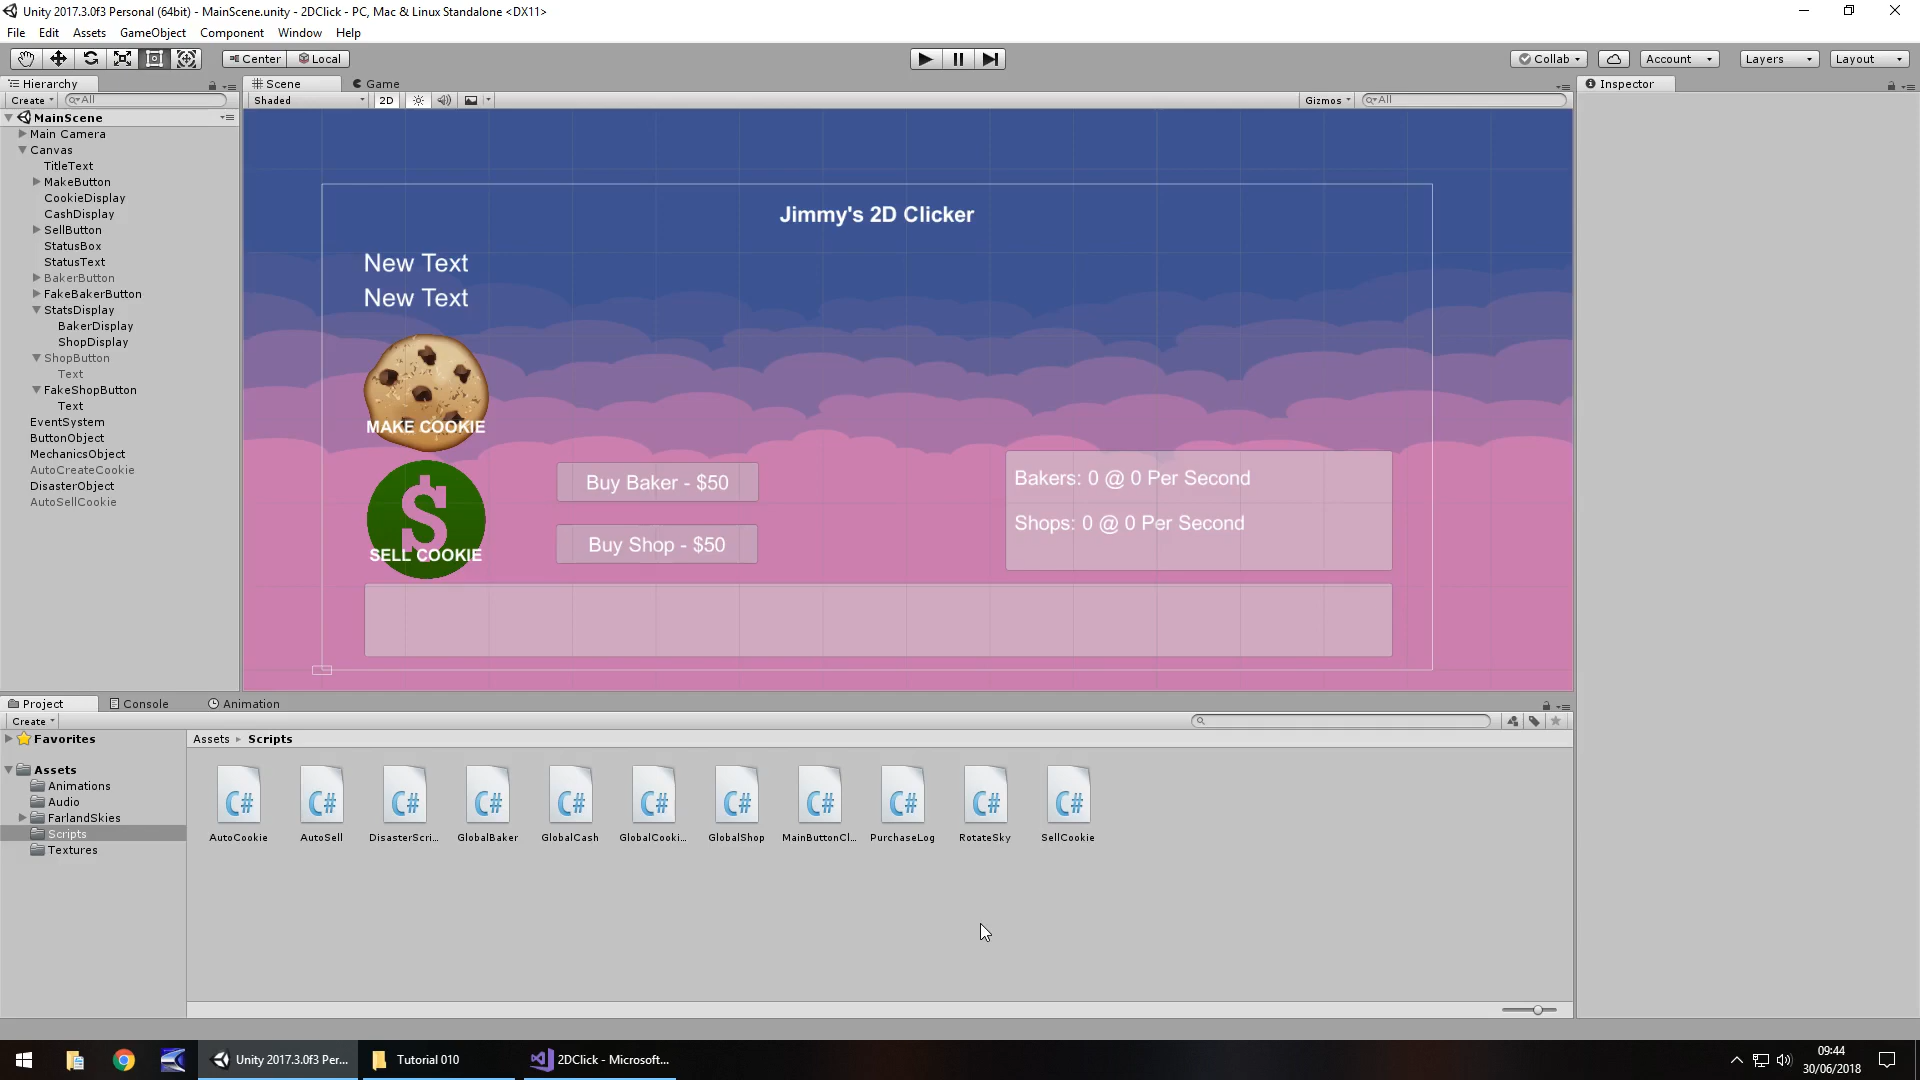 Unity 2017.3.0f3 Personal (64bit) - MainScene.unity - 2DClick - PC, Mac & Linux Standalone <DX11>
File Edit Assets GameObject Component Window Help
Center Local Collab Account Layers Layout
Hierarchy Scene Game Inspector
Create All Shaded 2D Gizmos All
MainScene
Main Camera
Canvas
TitleText
MakeButton
CookieDisplay
CashDisplay
SellButton
StatusBox
StatusText
BakerButton
FakeBakerButton
StatsDisplay
BakerDisplay
ShopDisplay
ShopButton
Text
FakeShopButton
Text
EventSystem
ButtonObject
MechanicsObject
AutoCreateCookie
DisasterObject
AutoSellCookie
Jimmy's 2D Clicker
New Text
New Text
MAKE COOKIE
S
SELL COOKIE
Buy Baker - $50
Buy Shop - $50
Bakers: 0 @ 0 Per Second
Shops: 0 @ 0 Per Second
Project Console Animation
Create
Favorites
Assets
Animations
Audio
FarlandSkies
Scripts
Textures
Assets Scripts
C# C# C# C# C# C# C# C# C# C# C#
AutoCookie AutoSell DisasterScri... GlobalBaker GlobalCash GlobalCooki... GlobalShop MainButtonCl... PurchaseLog RotateSky SellCookie
Unity 2017.3.0f3 Per... Tutorial 010 2DClick - Microsoft...
09:44
30/06/2018